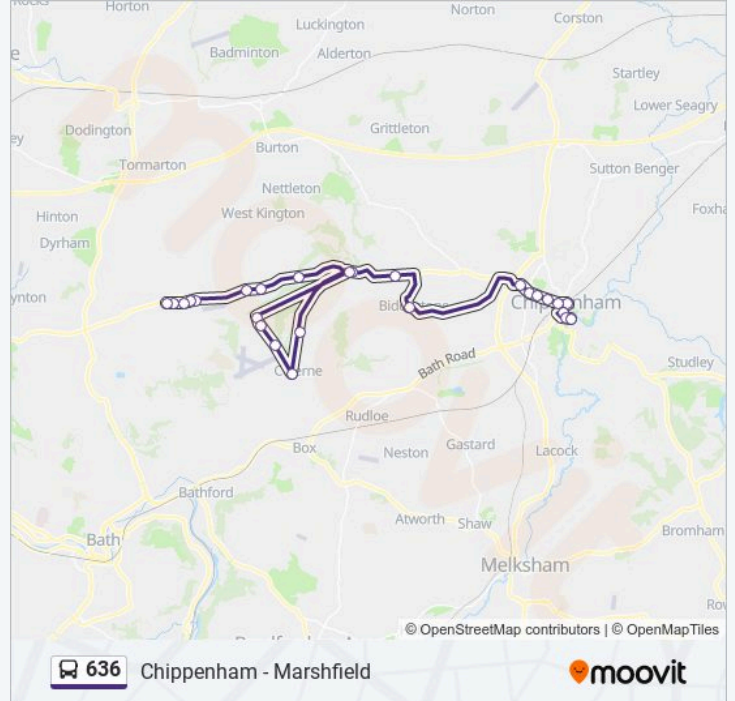 Horton
Norton
Luckington
Corston
Badminton
Alderton
Startley
Lower Seagry
Dodington
Grittleton
Burton
Tormarton
Sutton Benger
Nettleton
West Kington
Hinton
Dyrham
Chippenham
Bath Road
Studley
Rudloe
Box
Neston
Gastard
Lacock
Bathford
Atworth
Shaw
Bromham
Bath
Melksham
© OpenStreetMap contributors | © OpenMapTiles
636
Chippenham - Marshfield
moovit